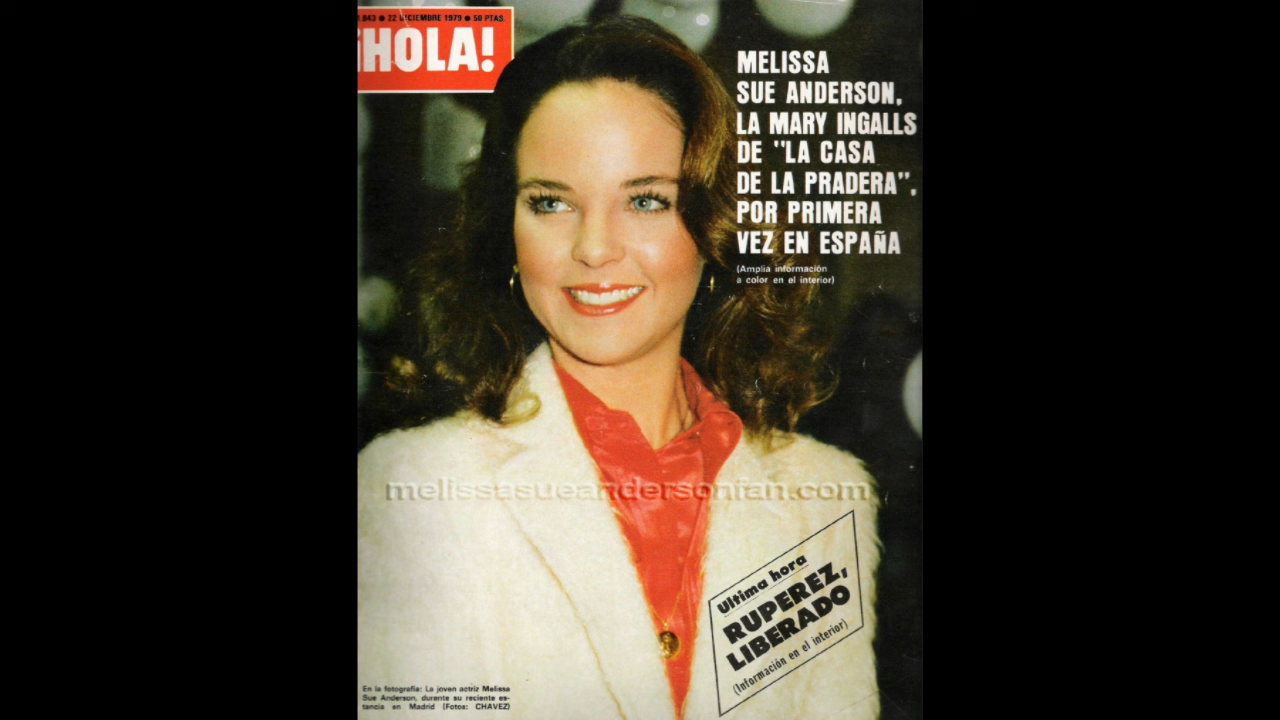 1.843 ● 22 DICIEMBRE 1979 ● 50 PTAS.
¡HOLA!
MELISSA
SUE ANDERSON,
LA MARY INGALLS
DE "LA CASA
DE LA PRADERA",
POR PRIMERA
VEZ EN ESPAÑA
(Amplia información
a color en el interior)
melissasueandersonfan.com
Ultima hora
RUPEREZ,
LIBERADO
(Información en el interior)
En la fotografía: La joven actriz Melissa
Sue Anderson, durante su reciente es-
tancia en Madrid (Fotos: CHAVEZ)